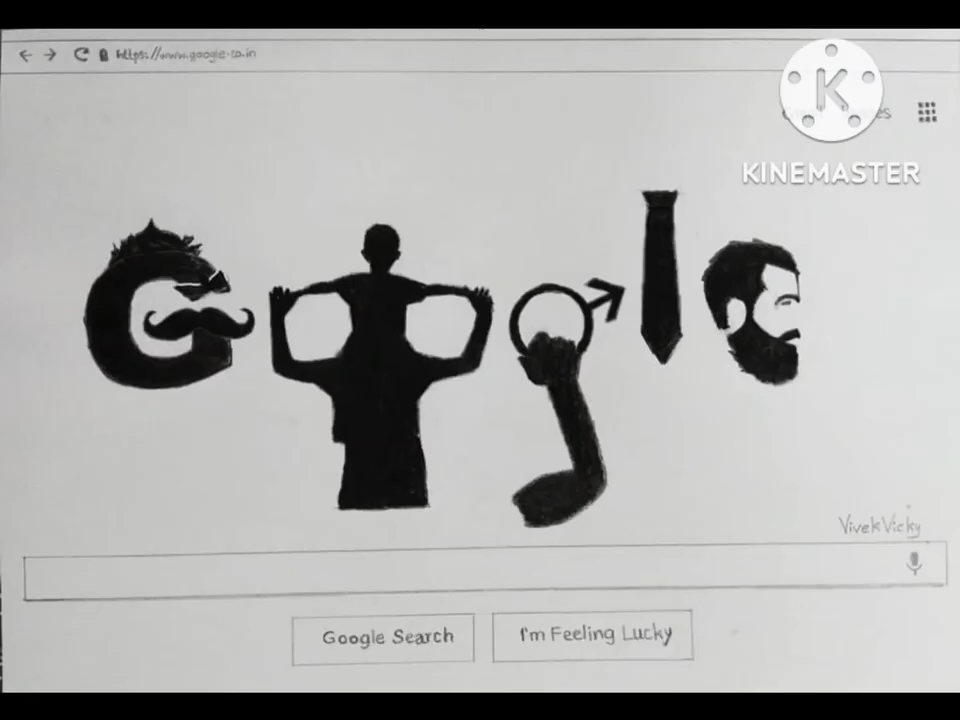 https://www.google.co.in
K
KINEMASTER
Google
VivekVicky
Google Search
I'm Feeling Lucky